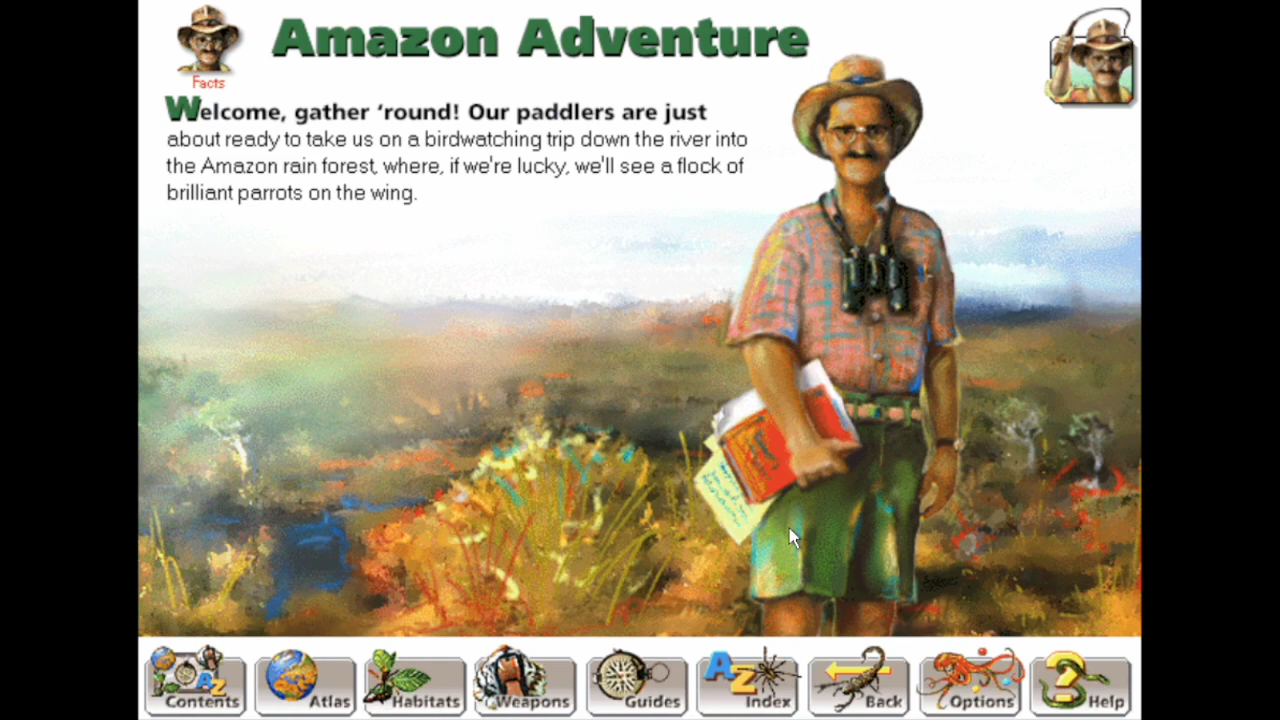 Amazon Adventure
Facts
Welcome, gather ‘round! Our paddlers are just
about ready to take us on a birdwatching trip down the river into
the Amazon rain forest, where, if we're lucky, we'll see a flock of
brilliant parrots on the wing.
Contents
Atlas
Habitats
Weapons
Guides
AZ
Index
Back
Options
?
Help